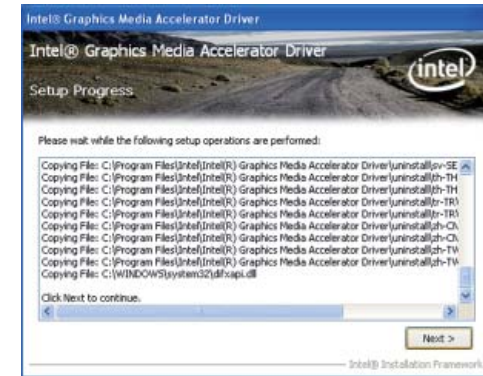 Intel® Graphics Media Accelerator Driver
Intel® Graphics Media Accelerator Driver
intel
Setup Progress
Please wait while the following setup operations are performed:
Copying File: C:\Program Files\Intel\Intel(R) Graphics Media Accelerator Driver\uninstall\sv-SE
Copying File: C:\Program Files\Intel\Intel(R) Graphics Media Accelerator Driver\uninstall\th-TH
Copying File: C:\Program Files\Intel\Intel(R) Graphics Media Accelerator Driver\uninstall\th-TH
Copying File: C:\Program Files\Intel\Intel(R) Graphics Media Accelerator Driver\uninstall\tr-TR\
Copying File: C:\Program Files\Intel\Intel(R) Graphics Media Accelerator Driver\uninstall\tr-TR\
Copying File: C:\Program Files\Intel\Intel(R) Graphics Media Accelerator Driver\uninstall\zh-CN
Copying File: C:\Program Files\Intel\Intel(R) Graphics Media Accelerator Driver\uninstall\zh-CN
Copying File: C:\Program Files\Intel\Intel(R) Graphics Media Accelerator Driver\uninstall\zh-TW
Copying File: C:\Program Files\Intel\Intel(R) Graphics Media Accelerator Driver\uninstall\zh-TW
Copying File: C:\WINDOWS\system32\difxapi.dll
Click Next to continue.
Next >
Intel® Installation Framework